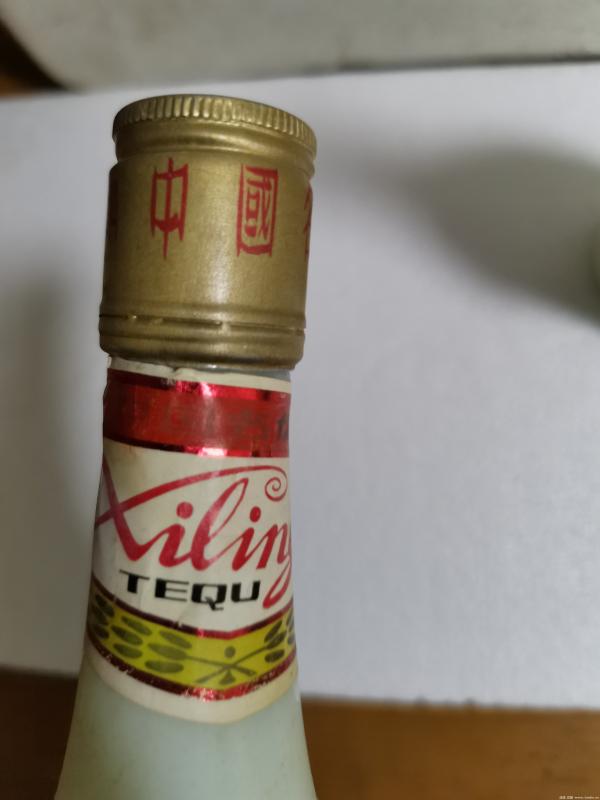 中國
Xiling
TEQU